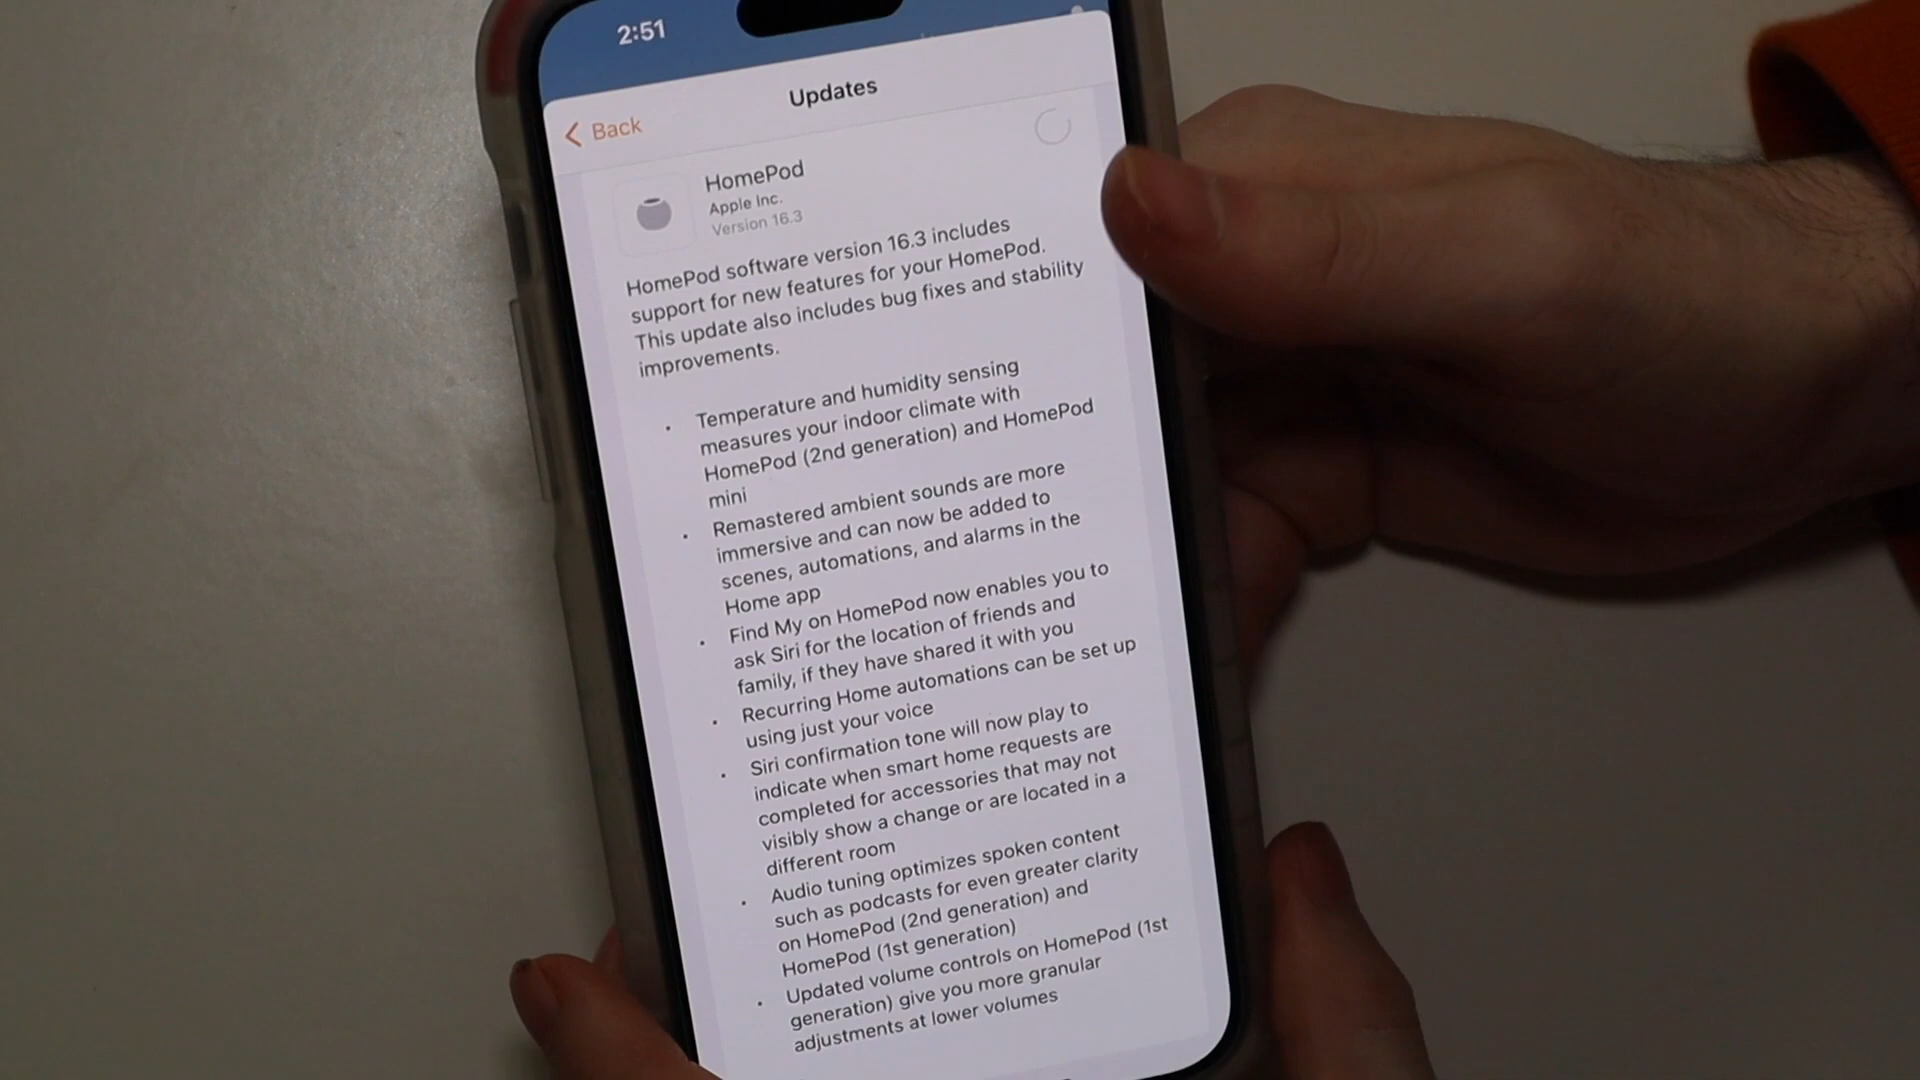 2:51
Updates
Back
HomePod
Apple Inc.
Version 16.3
HomePod software version 16.3 includes
support for new features for your HomePod.
This update also includes bug fixes and stability
improvements.
• Temperature and humidity sensing
measures your indoor climate with
HomePod (2nd generation) and HomePod
mini
• Remastered ambient sounds are more
immersive and can now be added to
scenes, automations, and alarms in the
Home app
• Find My on HomePod now enables you to
ask Siri for the location of friends and
family, if they have shared it with you
• Recurring Home automations can be set up
using just your voice
• Siri confirmation tone will now play to
indicate when smart home requests are
completed for accessories that may not
visibly show a change or are located in a
different room
• Audio tuning optimizes spoken content
such as podcasts for even greater clarity
on HomePod (2nd generation) and
HomePod (1st generation)
• Updated volume controls on HomePod (1st
generation) give you more granular
adjustments at lower volumes